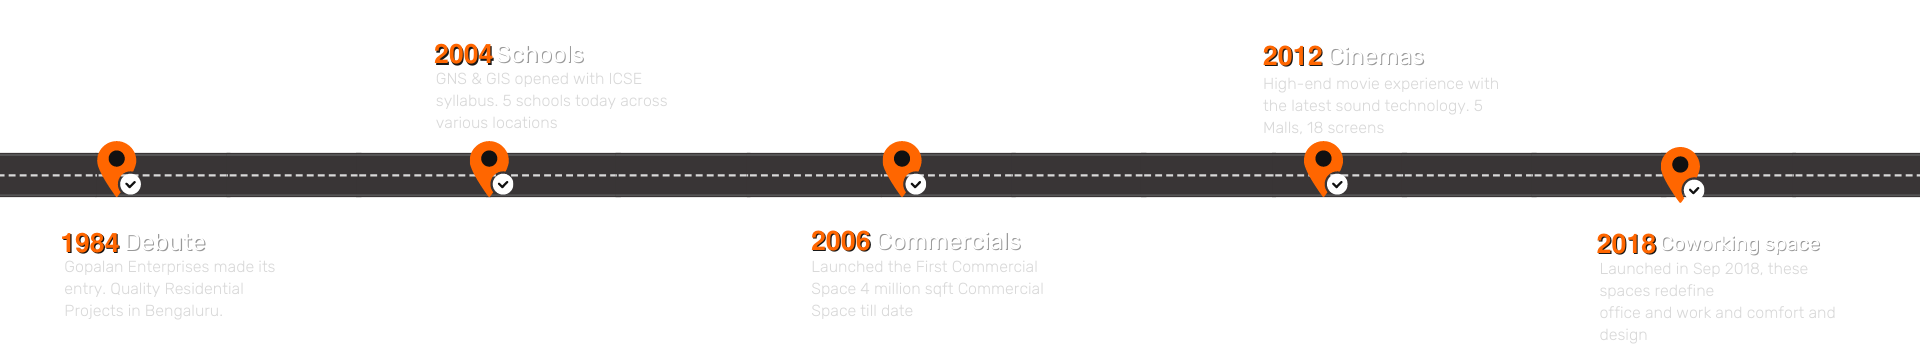 2004 Schools
GNS & GIS opened with ICSE
syllabus. 5 schools today across
various locations
2012 Cinemas
High-end movie experience with
the latest sound technology. 5
Malls, 18 screens
1984 Debute
Gopalan Enterprises made its
entry. Quality Residential
Projects in Bengaluru.
2006 Commercials
Launched the First Commercial
Space 4 million sqft Commercial
Space till date
2018 Coworking space
Launched in Sep 2018, these
spaces redefine
office and work and comfort and
design